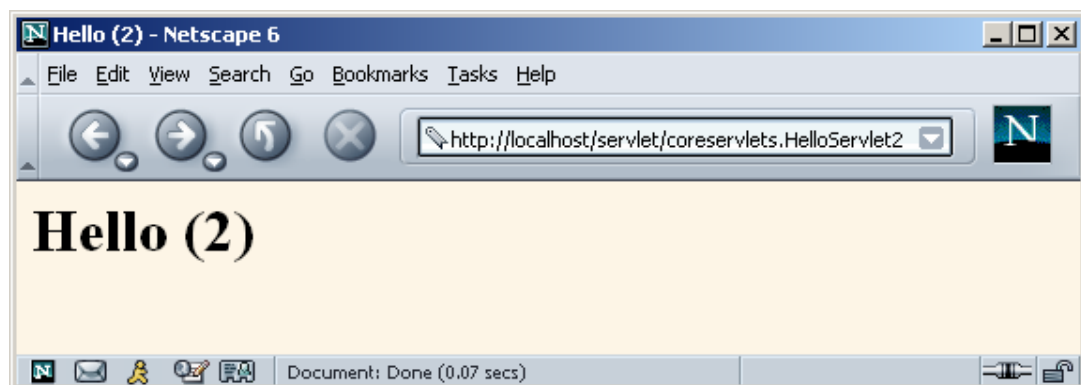 Hello (2) - Netscape 6
File Edit View Search Go Bookmarks Tasks Help
http://localhost/servlet/coreservlets.HelloServlet2
N
Hello (2)
Document: Done (0.07 secs)